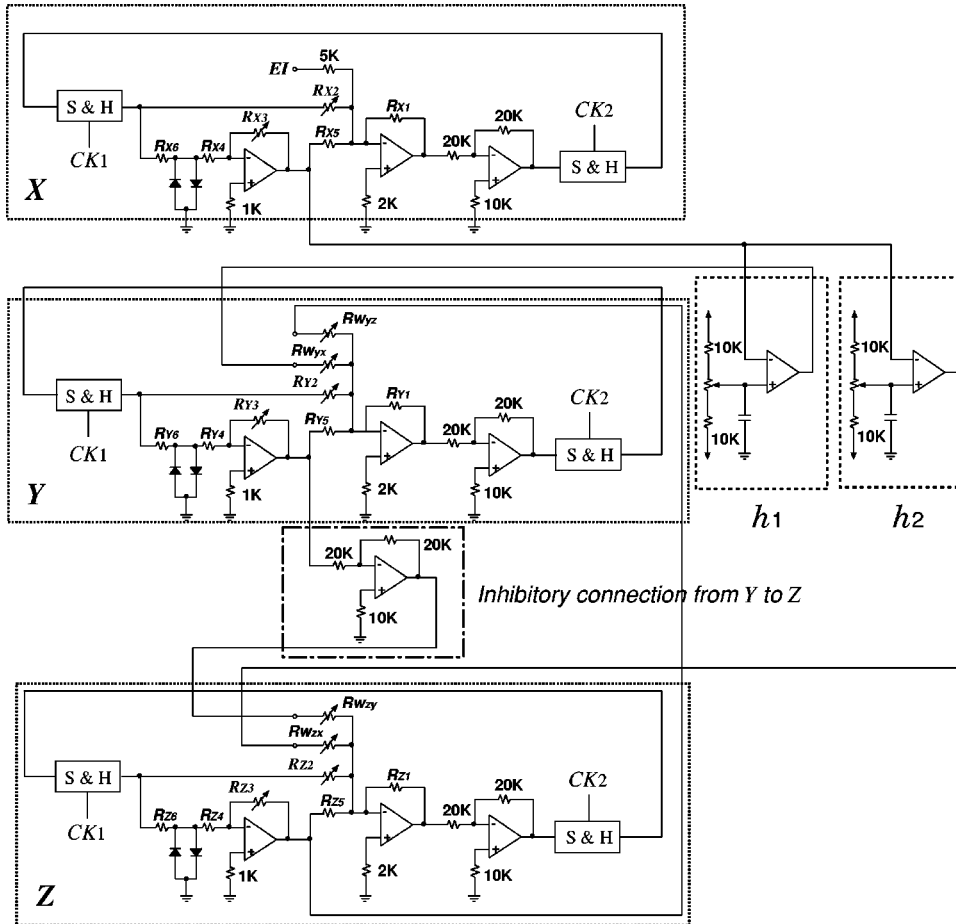 5K
EI
RX2
S & H
CK1
RX3
RX1
20K
CK2
RX6
RX4
RX5
20K
S & H
X
1K
2K
10K
RWyz
RWyx
RY2
S & H
CK1
RY3
RY1
20K
CK2
RY6
RY4
RY5
20K
S & H
Y
1K
2K
10K
10K
10K
h1
10K
10K
h2
20K
20K
10K
Inhibitory connection from Y to Z
RWzy
RWzx
RZ2
S & H
CK1
RZ3
RZ1
20K
CK2
RZ6
RZ4
RZ5
20K
S & H
Z
1K
2K
10K